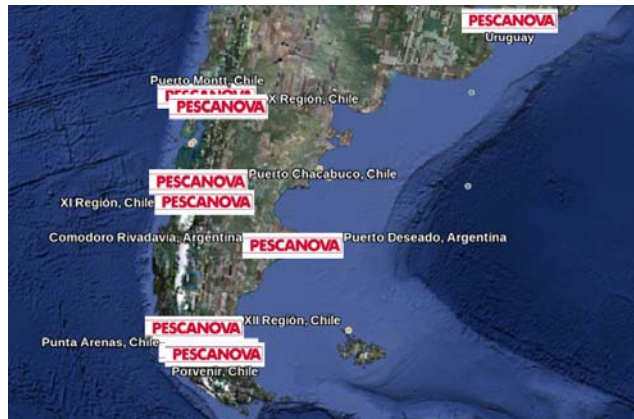 PESCANOVA
Uruguay
Puerto Montt, Chile
PESCANOVA
PESCANOVA
X Región, Chile
PESCANOVA
Puerto Chacabuco, Chile
XI Región, Chile
PESCANOVA
Comodoro Rivadavia, Argentina
PESCANOVA
Puerto Deseado, Argentina
PESCANOVA
XII Región, Chile
Punta Arenas, Chile
PESCANOVA
Porvenir, Chile